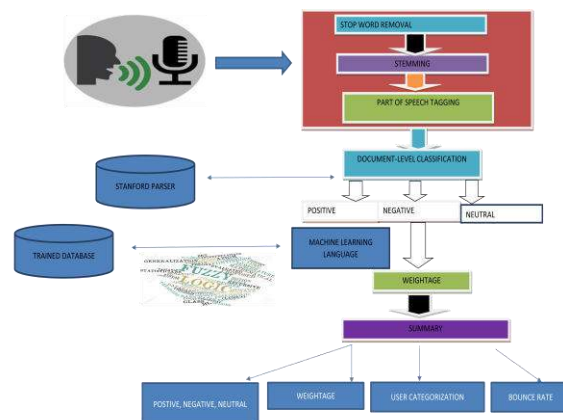 STOP WORD REMOVAL
STEMMING
PART OF SPEECH TAGGING
DOCUMENT-LEVEL CLASSIFICATION
STANFORD PARSER
POSITIVE
NEGATIVE
NEUTRAL
TRAINED DATABASE
MACHINE LEARNING
LANGUAGE
FUZZY
LOGIC
WEIGHTAGE
SUMMARY
POSTIVE, NEGATIVE, NEUTRAL
WEIGHTAGE
USER CATEGORIZATION
BOUNCE RATE